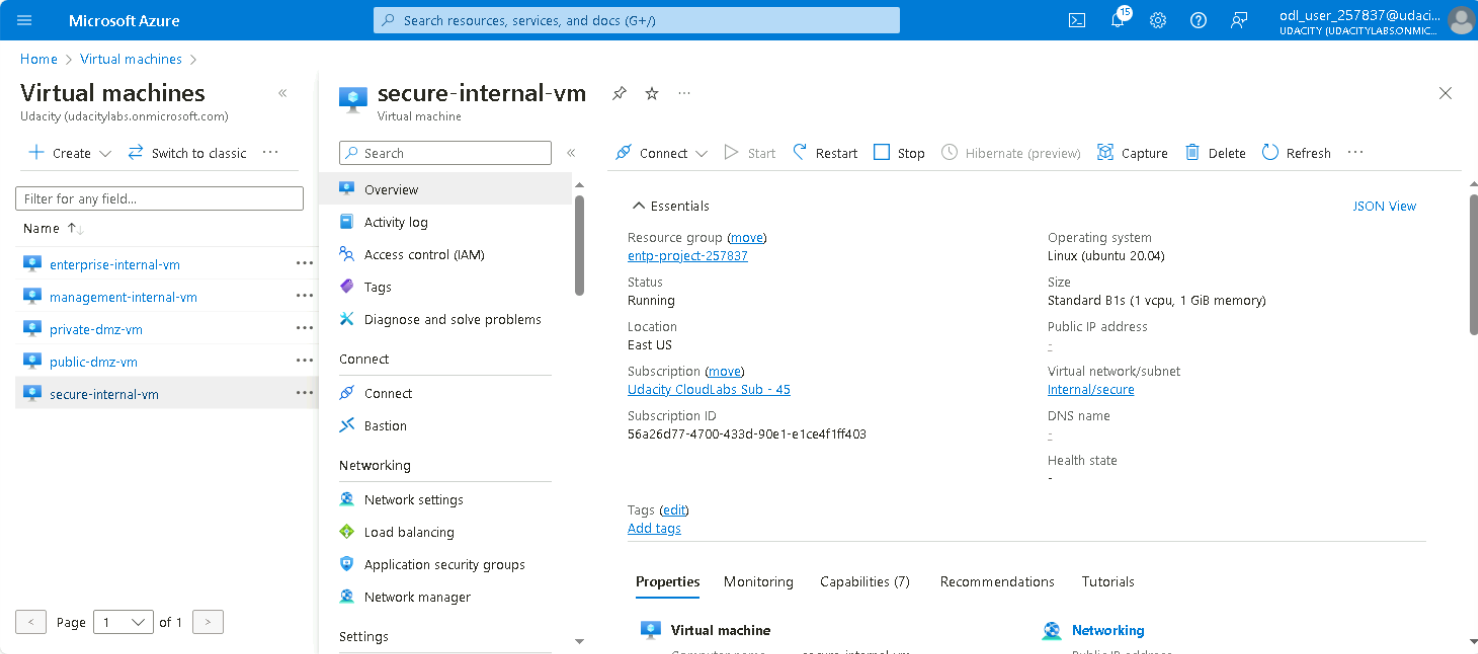 Microsoft Azure
Search resources, services, and docs (G+/)
15
odl_user_257837@udaci...
UDACITY (UDACITYLABS.ONMIC...
Home > Virtual machines >
Virtual machines
Udacity (udacitylabs.onmicrosoft.com)
Create
Switch to classic
Filter for any field...
Name
enterprise-internal-vm
management-internal-vm
private-dmz-vm
public-dmz-vm
secure-internal-vm
< Page 1 of 1 >
secure-internal-vm
Virtual machine
Search
Overview
Activity log
Access control (IAM)
Tags
Diagnose and solve problems
Connect
Connect
Bastion
Networking
Network settings
Load balancing
Application security groups
Network manager
Settings
Connect
Start
Restart
Stop
Hibernate (preview)
Capture
Delete
Refresh
Essentials
JSON View
Resource group (move)
entp-project-257837
Status
Running
Location
East US
Subscription (move)
Udacity CloudLabs Sub - 45
Subscription ID
56a26d77-4700-433d-90e1-e1ce4f1ff403
Operating system
Linux (ubuntu 20.04)
Size
Standard B1s (1 vcpu, 1 GiB memory)
Public IP address
-
Virtual network/subnet
Internal/secure
DNS name
-
Health state
-
Tags (edit)
Add tags
Properties
Monitoring
Capabilities (7)
Recommendations
Tutorials
Virtual machine
Computer name secure-internal-vm
Networking
Public IP address